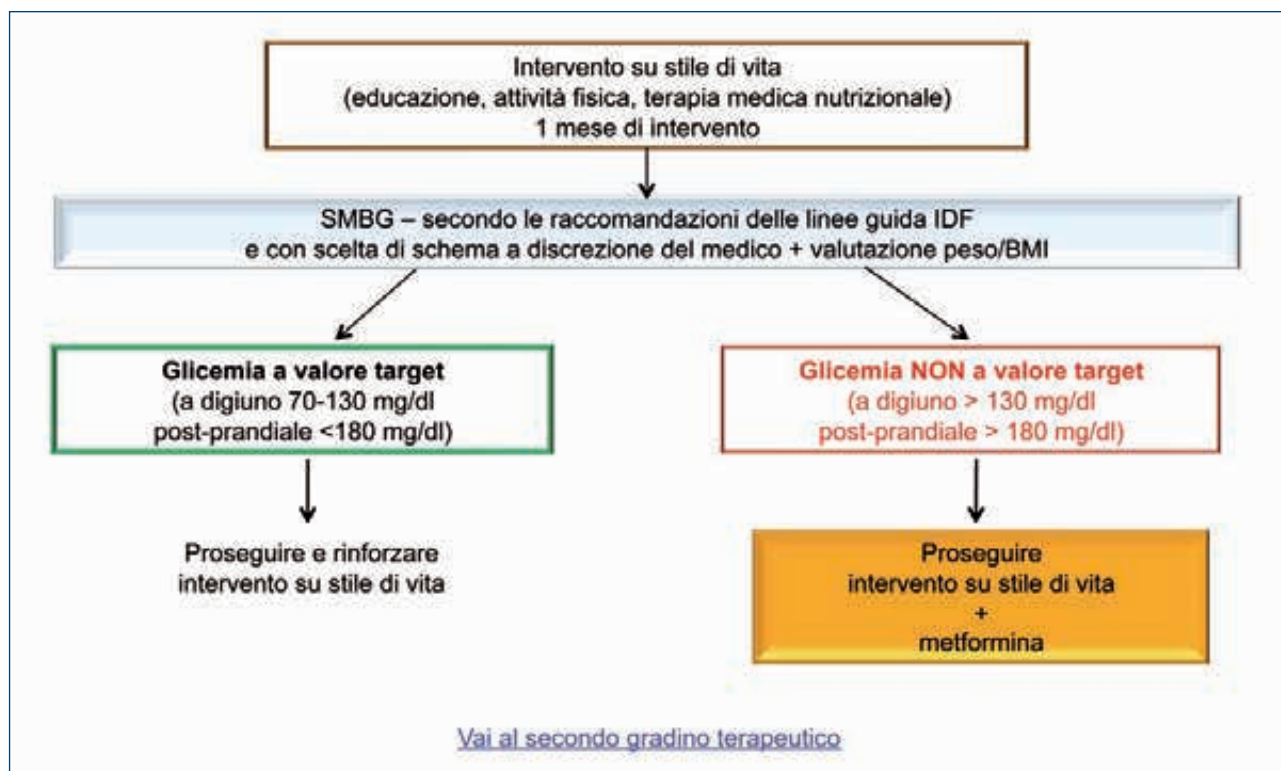 Intervento su stile di vita
(educazione, attività fisica, terapia medica nutrizionale)
1 mese di intervento
SMBG – secondo le raccomandazioni delle linee guida IDF
e con scelta di schema a discrezione del medico + valutazione peso/BMI
Glicemia a valore target
(a digiuno 70-130 mg/dl
post-prandiale <180 mg/dl)
Glicemia NON a valore target
(a digiuno > 130 mg/dl
post-prandiale > 180 mg/dl)
Proseguire e rinforzare
intervento su stile di vita
Proseguire
intervento su stile di vita
+
metformina
Vai al secondo gradino terapeutico